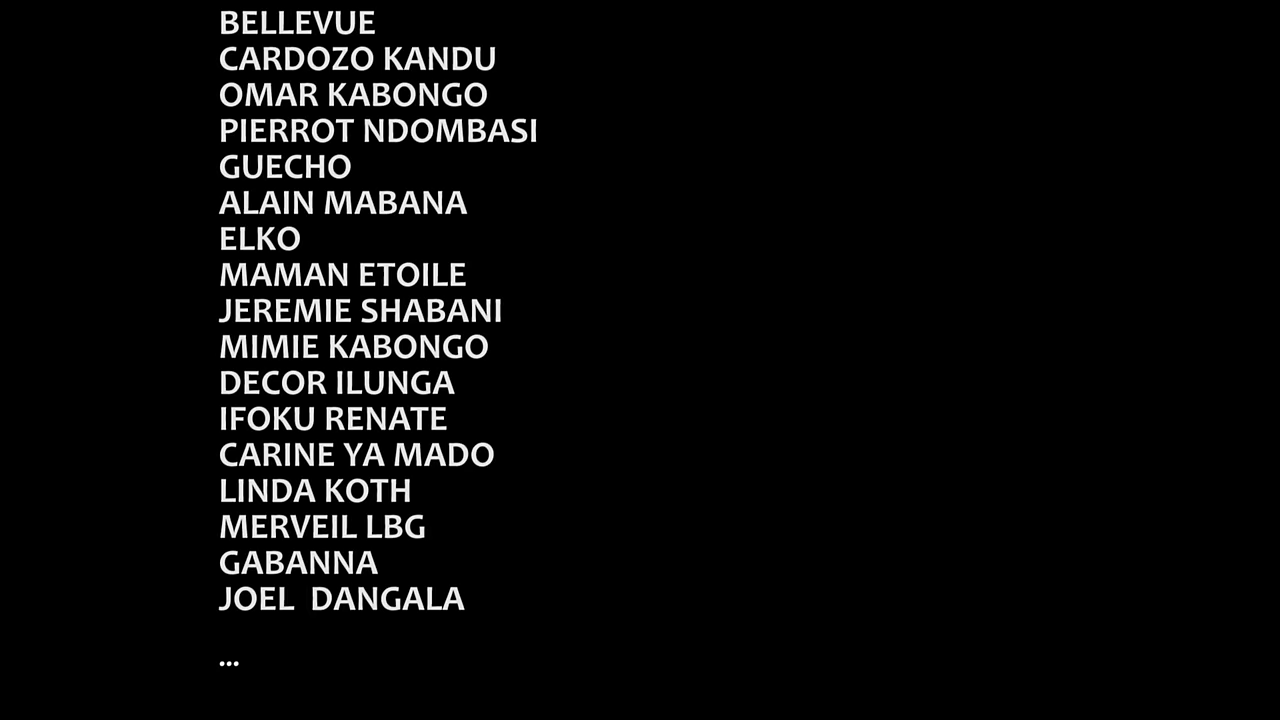 BELLEVUE
CARDOZO KANDU
OMAR KABONGO
PIERROT NDOMBASI
GUECHO
ALAIN MABANA
ELKO
MAMAN ETOILE
JEREMIE SHABANI
MIMIE KABONGO
DECOR ILUNGA
IFOKU RENATE
CARINE YA MADO
LINDA KOTH
MERVEIL LBG
GABANNA
JOEL  DANGALA
...